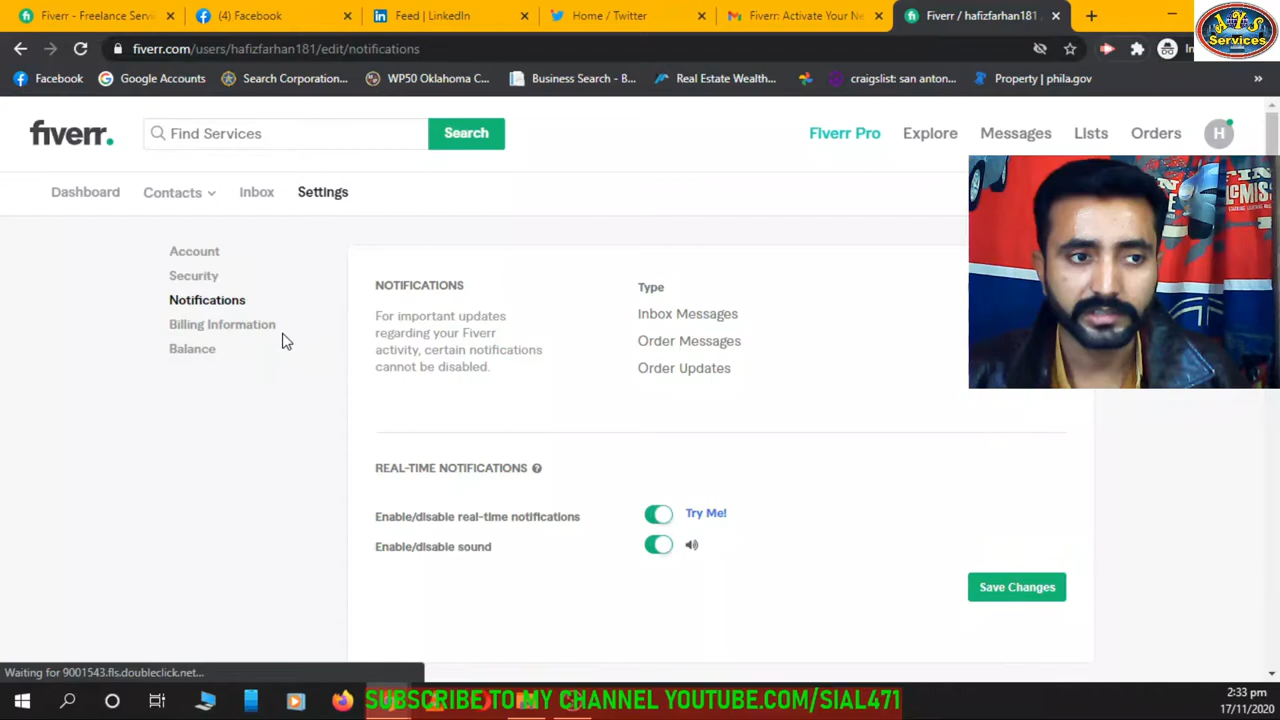 Fiverr - Freelance Servi
(4) Facebook
Feed | LinkedIn
Home / Twitter
Fiverr: Activate Your Ne
Fiverr / hafizfarhan181
fiverr.com/users/hafizfarhan181/edit/notifications
In
AYS
Services
Facebook
Google Accounts
Search Corporation...
WP50 Oklahoma C...
Business Search - B...
Real Estate Wealth...
craigslist: san anton...
Property | phila.gov
»
fiverr.
Find Services
Search
Fiverr Pro
Explore
Messages
Lists
Orders
H
Dashboard
Contacts
Inbox
Settings
Account
Security
Notifications
Billing Information
Balance
NOTIFICATIONS
For important updates
regarding your Fiverr
activity, certain notifications
cannot be disabled.
Type
Inbox Messages
Order Messages
Order Updates
REAL-TIME NOTIFICATIONS
Enable/disable real-time notifications
Try Me!
Enable/disable sound
Save Changes
Waiting for 9001543.fls.doubleclick.net...
SUBSCRIBE TO MY CHANNEL YOUTUBE.COM/SIAL471
2:33 pm
17/11/2020